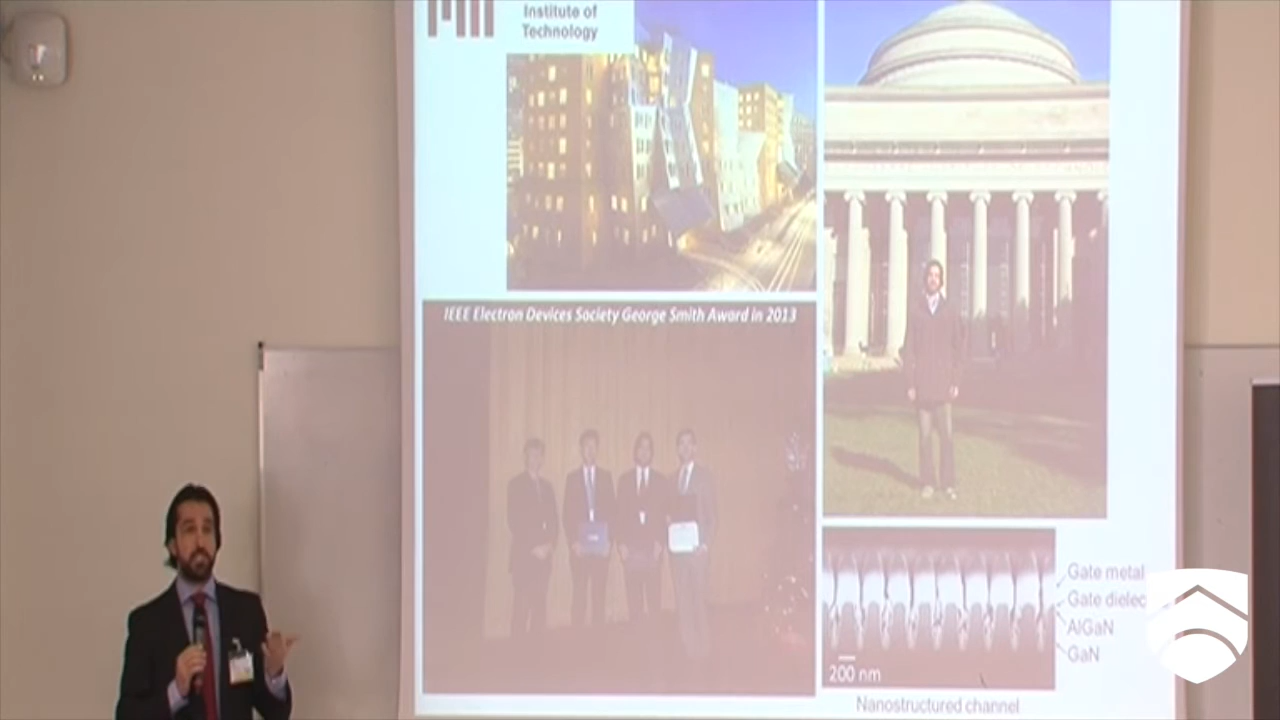 Institute of
Technology
IEEE Electron Devices Society George Smith Award in 2013
Gate metal
Gate dielec
AlGaN
GaN
200 nm
Nanostructured channel